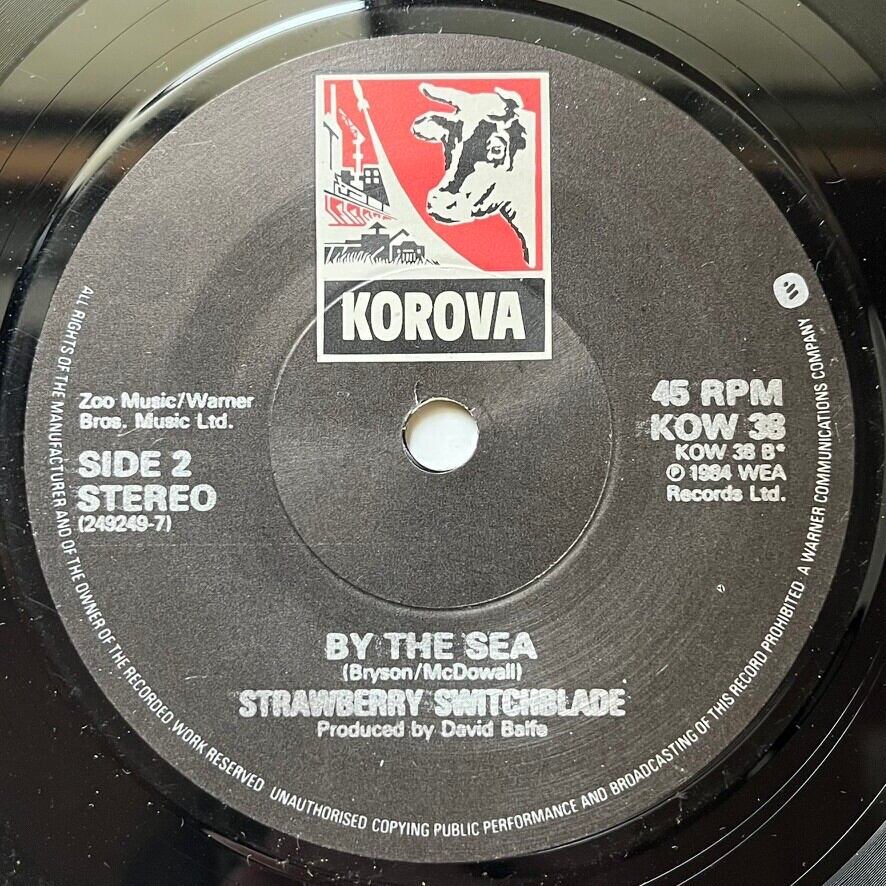 KOROVA
Zoo Music/Warner
Bros. Music Ltd.
SIDE 2
STEREO
(249249-7)
45 RPM
KOW 38
KOW 38 B*
℗ 1984 WEA
Records Ltd.
BY THE SEA
(Bryson/McDowall)
STRAWBERRY SWITCHBLADE
Produced by David Balfe
ALL RIGHTS OF THE MANUFACTURER AND OF THE OWNER OF THE RECORDED WORK RESERVED UNAUTHORISED COPYING PUBLIC PERFORMANCE AND BROADCASTING OF THIS RECORD PROHIBITED A WARNER COMMUNICATIONS COMPANY